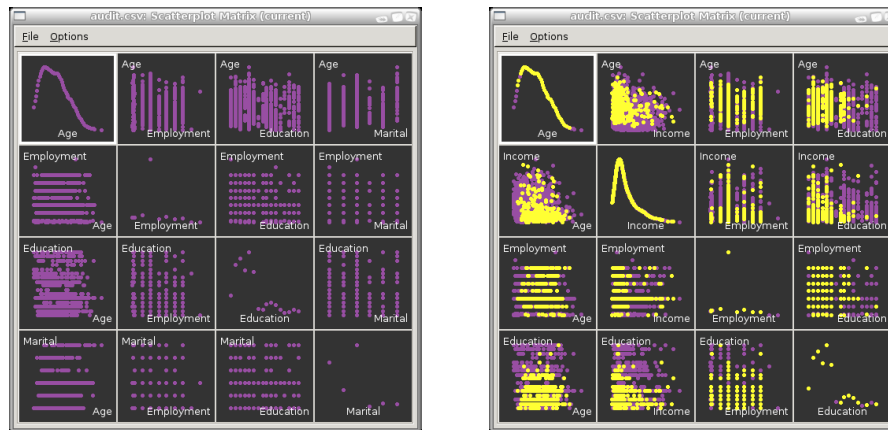 audit.csv: Scatterplot Matrix (current)
File Options
Age
Age
Employment
Age
Education
Age
Marital
Employment
Age
Employment
Employment
Education
Employment
Marital
Education
Age
Education
Employment
Education
Education
Marital
Marital
Age
Marital
Employment
Marital
Education
Marital
audit.csv: Scatterplot Matrix (current)
File Options
Age
Age
Income
Age
Employment
Age
Education
Income
Age
Income
Income
Employment
Income
Education
Employment
Age
Employment
Income
Employment
Employment
Education
Education
Age
Education
Income
Education
Employment
Education